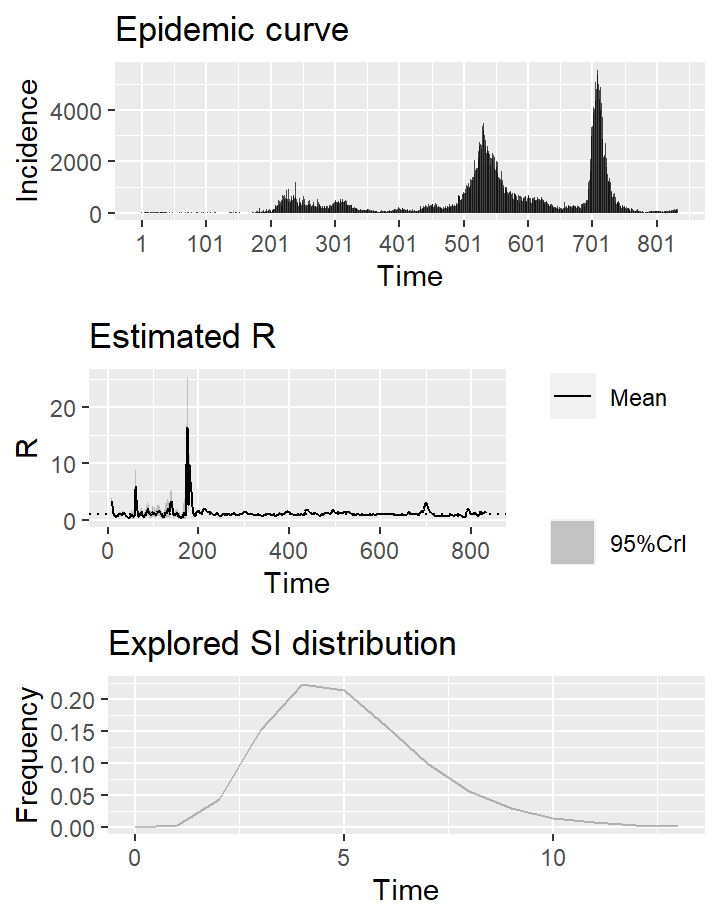 Epidemic curve
Incidence
4000
2000
0
1 101 201 301 401 501 601 701 801
Time
Estimated R
R
20
10
0
0 200 400 600 800
Time
Mean
95%CrI
Explored SI distribution
Frequency
0.20
0.15
0.10
0.05
0.00
0 5 10
Time